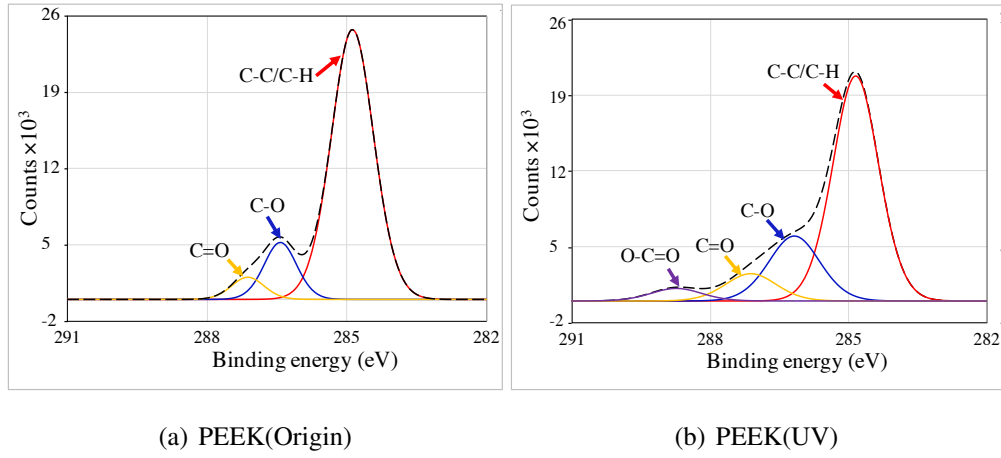 26
19
12
5
-2
Counts ×10³
C-C/C-H
C-O
C=O
291
288
285
282
Binding energy (eV)
(a) PEEK(Origin)
26
19
12
5
-2
Counts ×10³
C-C/C-H
C-O
C=O
O-C=O
291
288
285
282
Binding energy (eV)
(b) PEEK(UV)